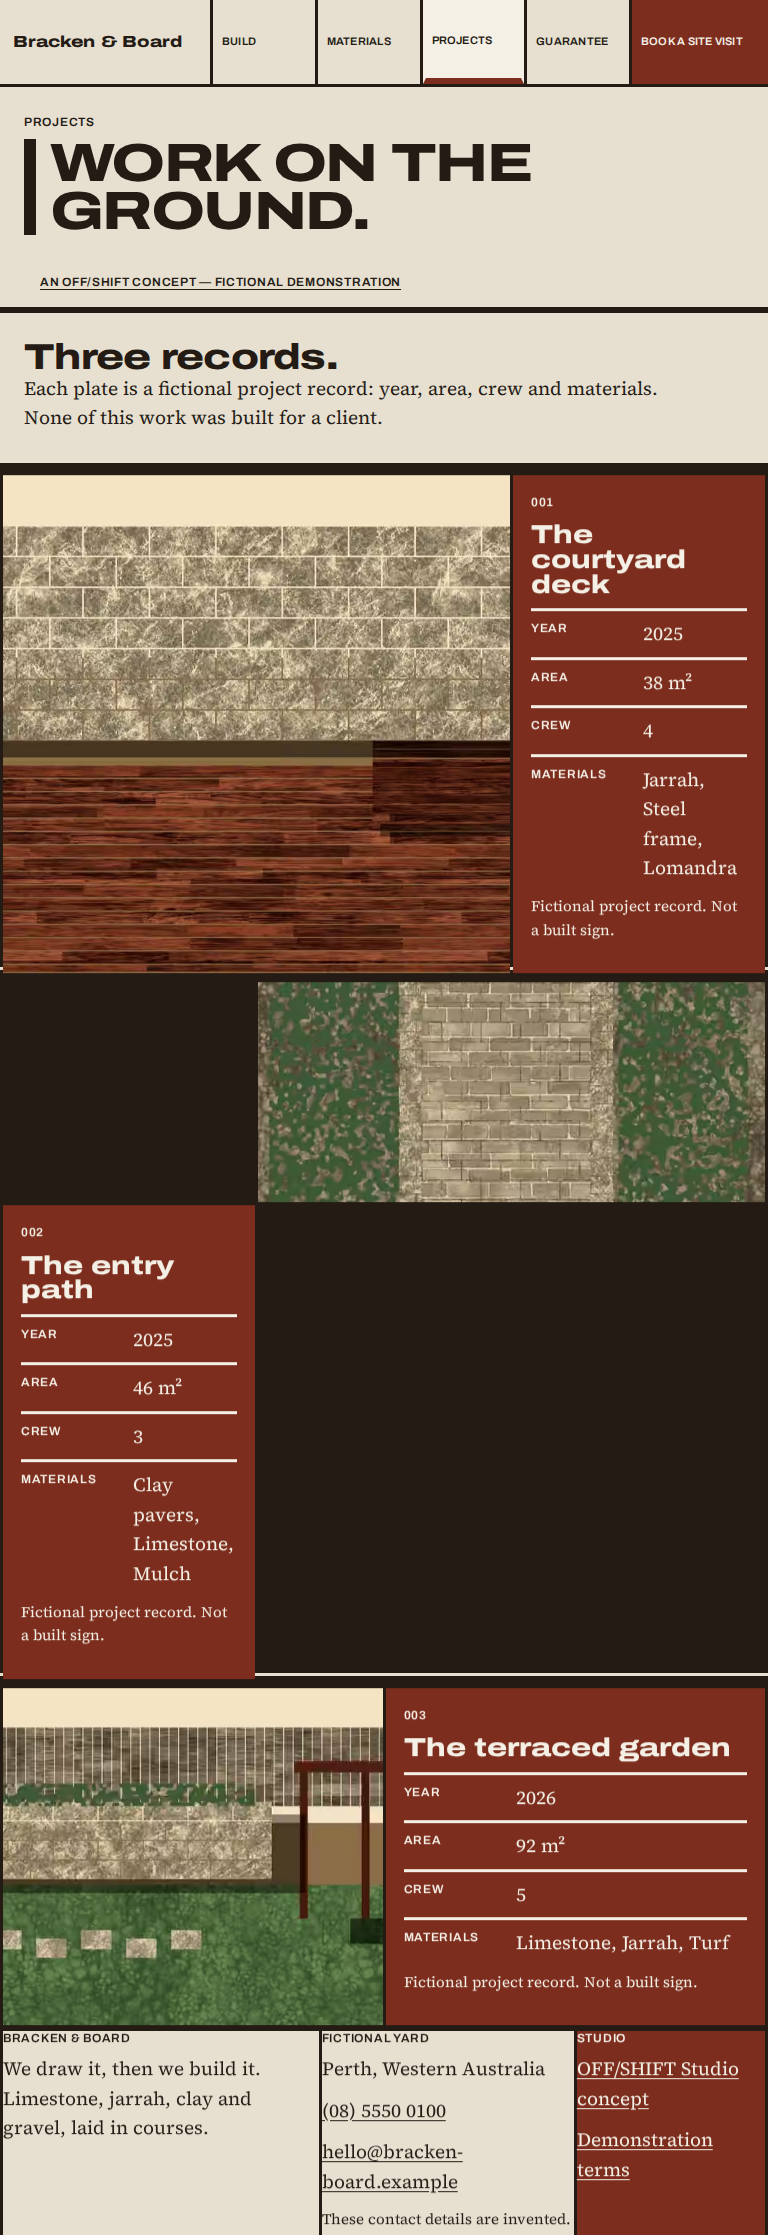 Bracken & Board
BUILD
MATERIALS
PROJECTS
GUARANTEE
BOOK A SITE VISIT
PROJECTS
WORK ON THE
GROUND.
AN OFF/SHIFT CONCEPT — FICTIONAL DEMONSTRATION
Three records.
Each plate is a fictional project record: year, area, crew and materials.
None of this work was built for a client.
001
The
courtyard
deck
YEAR
2025
AREA
38 m²
CREW
4
MATERIALS
Jarrah,
Steel
frame,
Lomandra
Fictional project record. Not
a built sign.
002
The entry
path
YEAR
2025
AREA
46 m²
CREW
3
MATERIALS
Clay
pavers,
Limestone,
Mulch
Fictional project record. Not
a built sign.
003
The terraced garden
YEAR
2026
AREA
92 m²
CREW
5
MATERIALS
Limestone, Jarrah, Turf
Fictional project record. Not a built sign.
BRACKEN & BOARD
We draw it, then we build it.
Limestone, jarrah, clay and
gravel, laid in courses.
FICTIONAL YARD
Perth, Western Australia
(08) 5550 0100
hello@bracken-
board.example
These contact details are invented.
STUDIO
OFF/SHIFT Studio
concept
Demonstration
terms